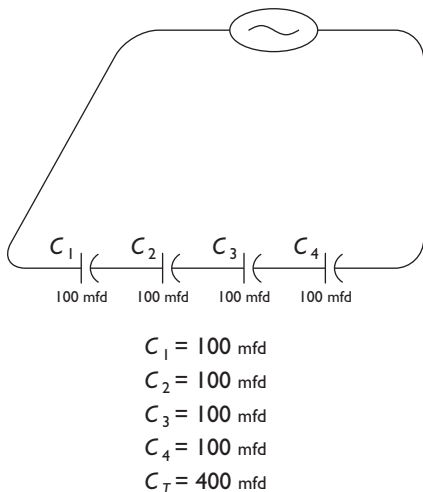 C1 C2 C3 C4
100 mfd 100 mfd 100 mfd 100 mfd
C1 = 100 mfd
C2 = 100 mfd
C3 = 100 mfd
C4 = 100 mfd
CT = 400 mfd